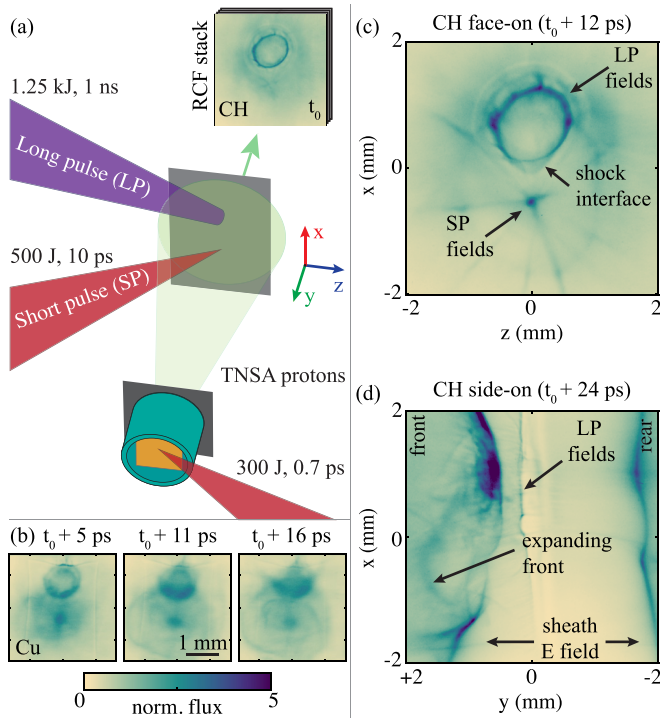 (a)
RCF stack
CH
t0
1.25 kJ, 1 ns
Long pulse (LP)
500 J, 10 ps
Short pulse (SP)
x
z
y
TNSA protons
300 J, 0.7 ps
(b)
t0 + 5 ps
t0 + 11 ps
t0 + 16 ps
Cu
1 mm
0
5
norm. flux
(c)
CH face-on (t0 + 12 ps)
2
LP
fields
x (mm)
0
shock
interface
SP
fields
-2
-2
0
2
z (mm)
(d)
CH side-on (t0 + 24 ps)
2
front
LP
fields
rear
x (mm)
0
expanding
front
sheath
E field
-2
+2
0
-2
y (mm)